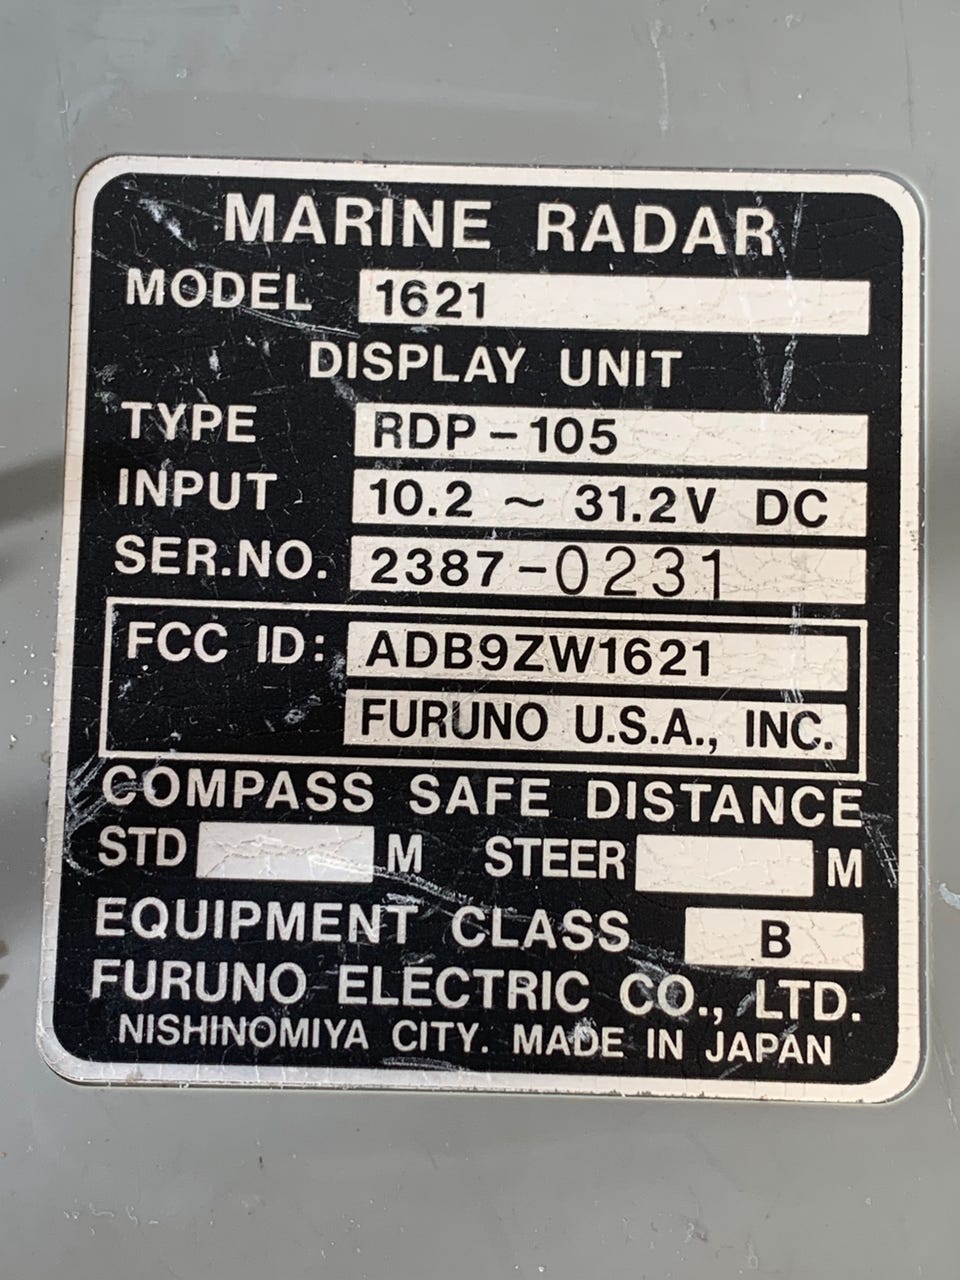 MARINE RADAR
MODEL 1621
DISPLAY UNIT
TYPE RDP-105
INPUT 10.2 ~ 31.2V DC
SER.NO. 2387-0231
FCC ID: ADB9ZW1621
FURUNO U.S.A., INC.
COMPASS SAFE DISTANCE
STD M STEER M
EQUIPMENT CLASS B
FURUNO ELECTRIC CO., LTD.
NISHINOMIYA CITY. MADE IN JAPAN